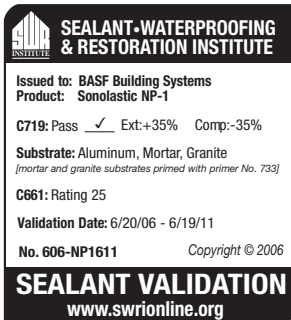 SWR
INSTITUTE
SEALANT•WATERPROOFING
& RESTORATION INSTITUTE
Issued to: BASF Building Systems
Product: Sonolastic NP-1
C719: Pass ✓ Ext:+35% Comp:-35%
Substrate: Aluminum, Mortar, Granite
[mortar and granite substrates primed with primer No. 733]
C661: Rating 25
Validation Date: 6/20/06 - 6/19/11
No. 606-NP1611 Copyright © 2006
SEALANT VALIDATION
www.swrionline.org